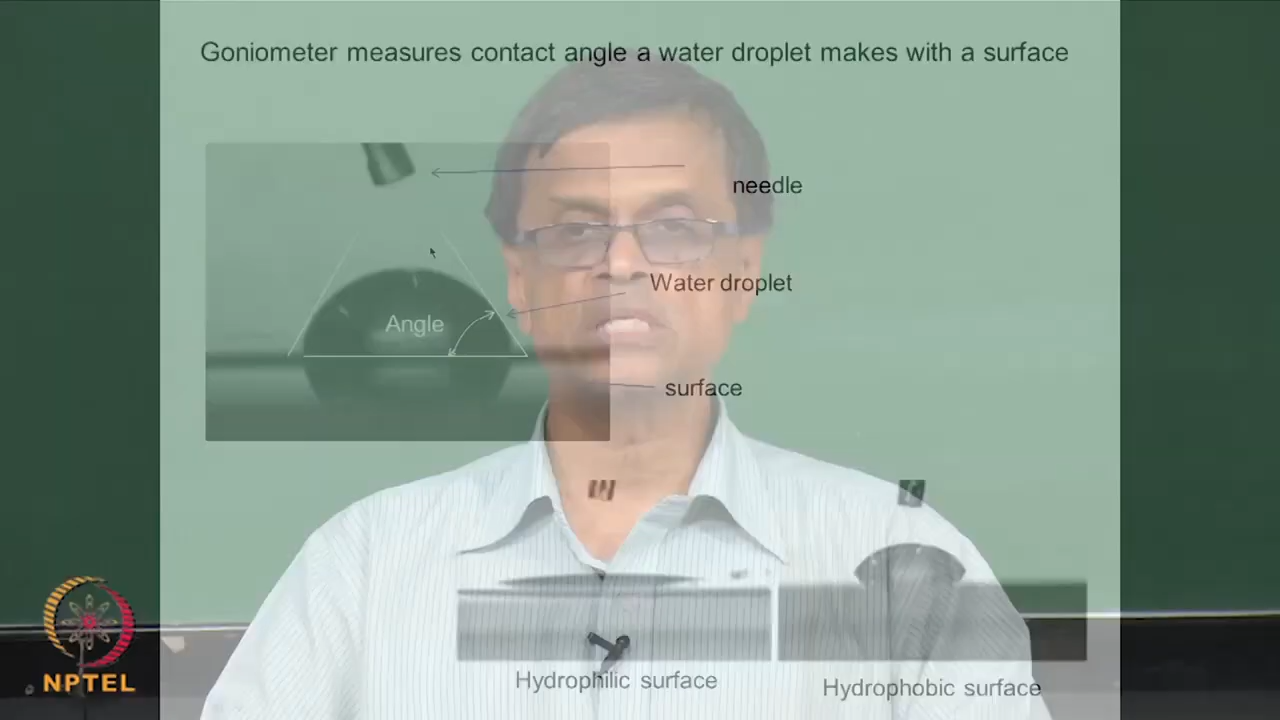 Goniometer measures contact angle a water droplet makes with a surface
needle
Water droplet
Angle
surface
Hydrophilic surface
Hydrophobic surface
NPTEL